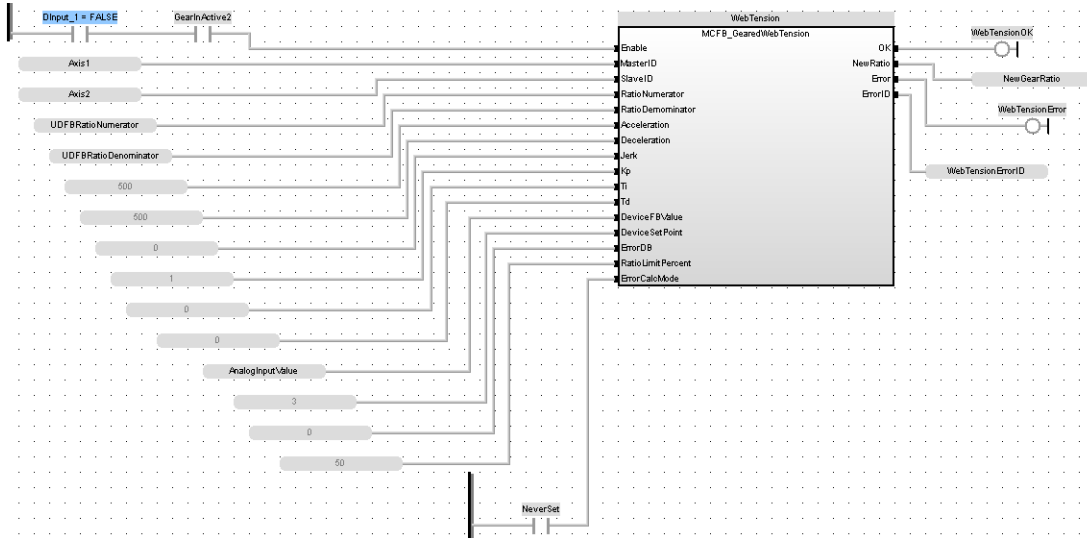 DInput_1 = FALSE
GearInActive2
WebTension
MCFB_GearedWebTension
Enable
OK
WebTensionOK
Axis1
MasterID
NewRatio
NewGearRatio
Axis2
SlaveID
Error
WebTensionError
UDFBRatioNumerator
RatioNumerator
ErrorID
WebTensionErrorID
UDFBRatioDenominator
RatioDenominator
500
Acceleration
500
Deceleration
0
Jerk
1
Kp
0
Ti
0
Td
AnalogInputValue
DeviceFBValue
3
DeviceSetPoint
0
ErrorDB
50
RatioLimitPercent
ErrorCalcMode
NeverSet